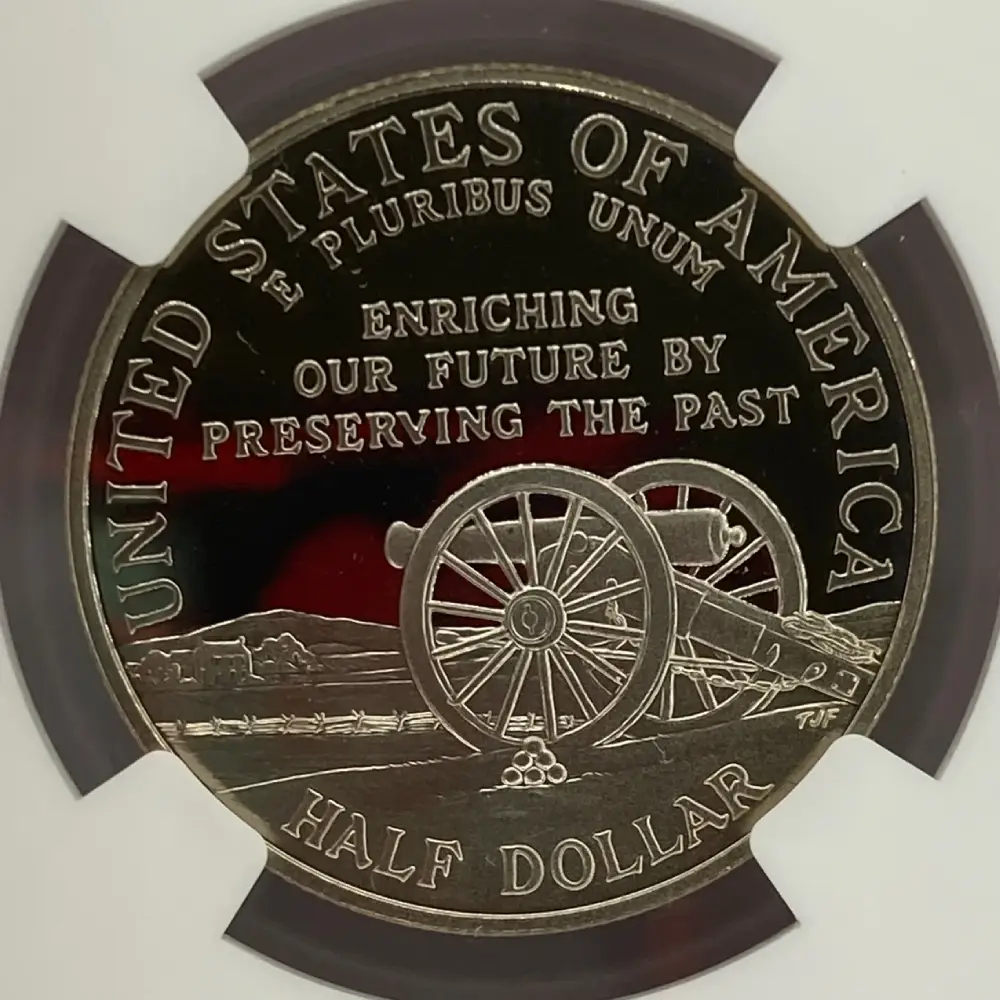 UNITED STATES OF AMERICA
E PLURIBUS UNUM
ENRICHING
OUR FUTURE BY
PRESERVING THE PAST
TJF
HALF DOLLAR